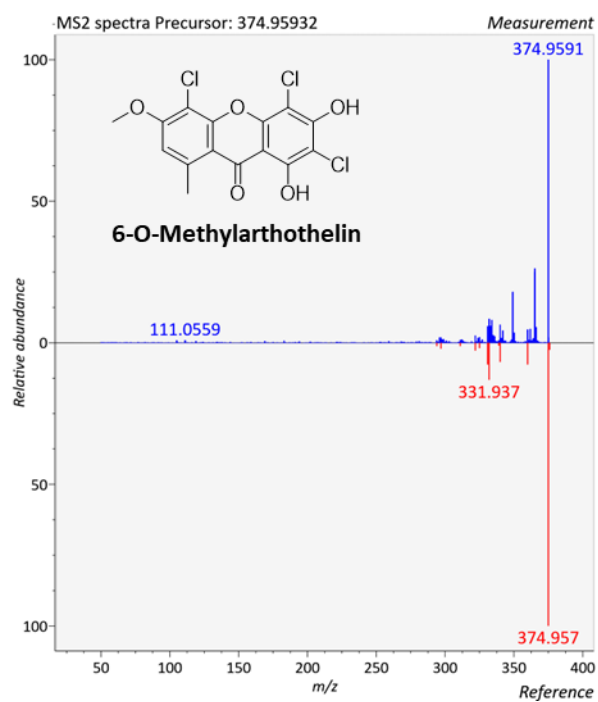 MS2 spectra Precursor: 374.95932
Measurement
374.9591
100
Cl
Cl
O
O
OH
Cl
O
OH
6-O-Methylarthothelin
50
111.0559
0
331.937
50
100
374.957
50
100
150
200
250
300
350
400
m/z
Relative abundance
Reference